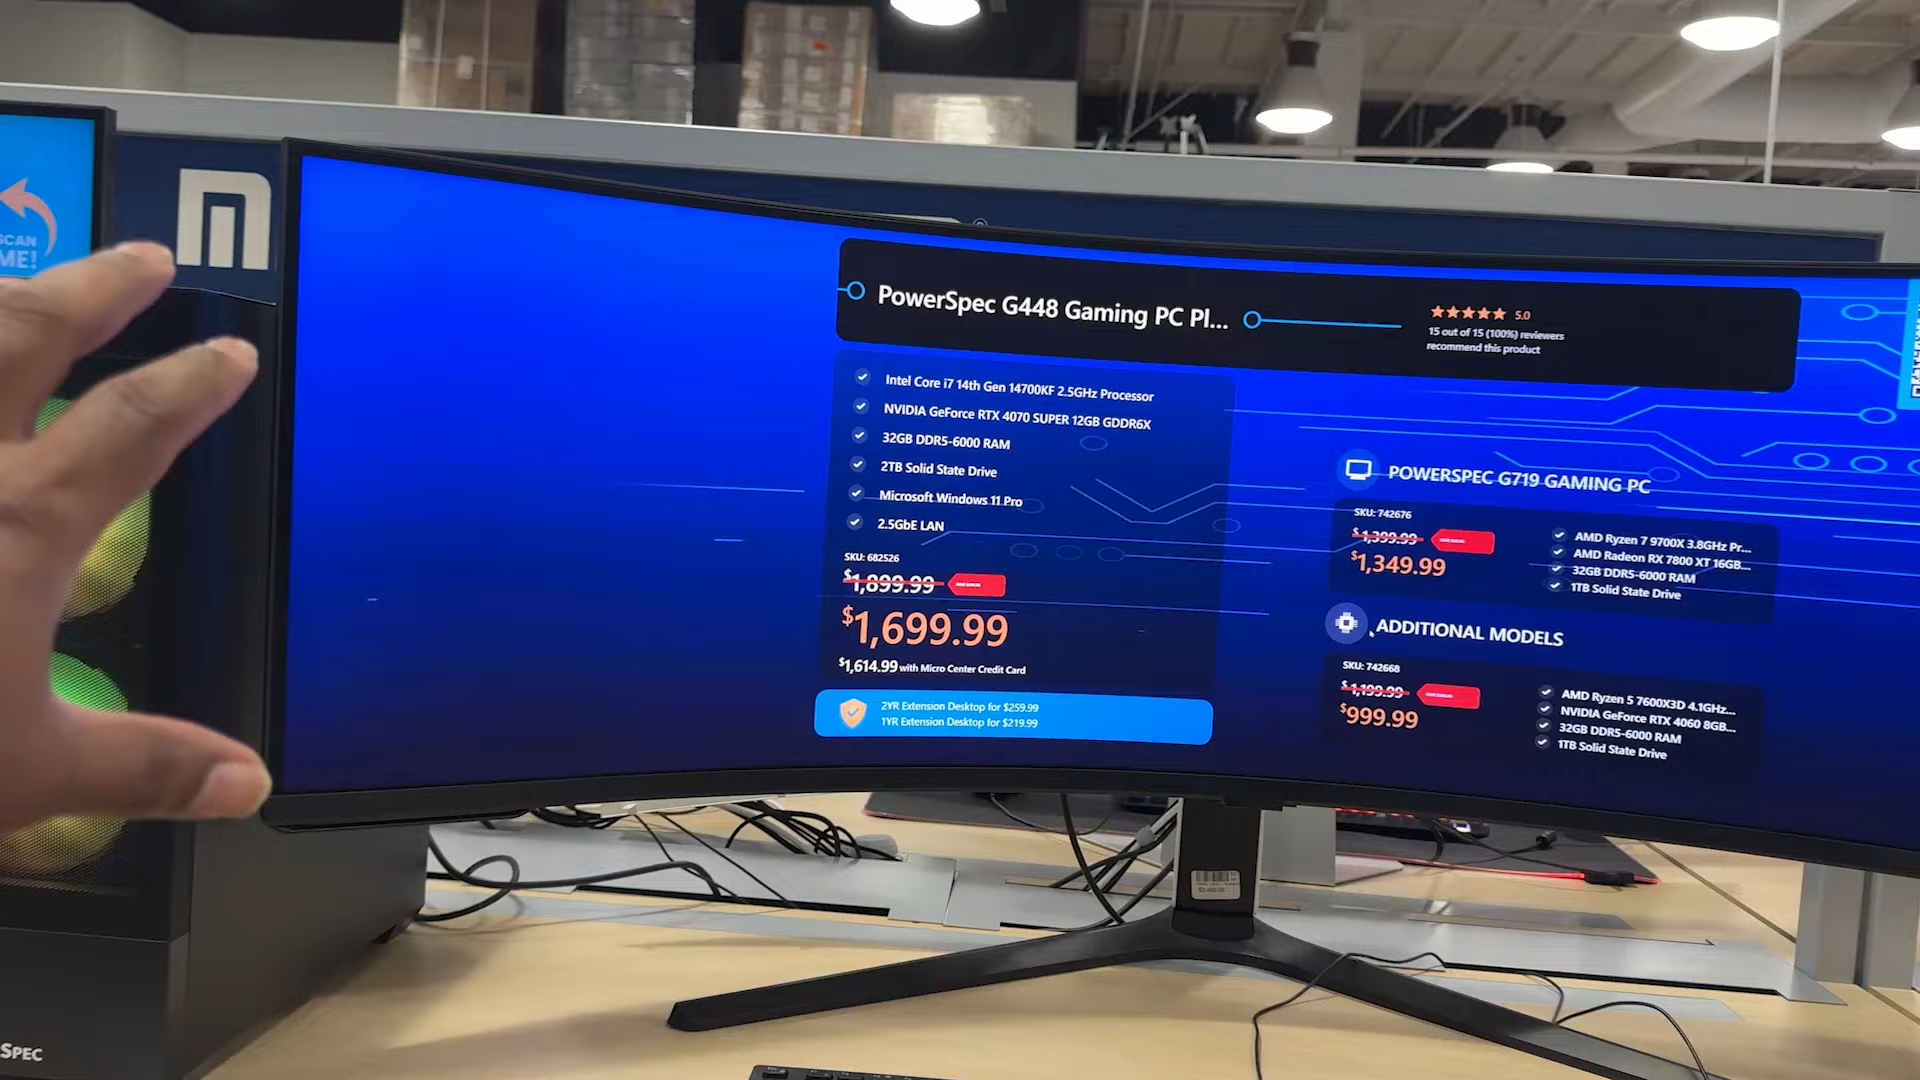 SCAN
ME!
PowerSpec G448 Gaming PC Pl...
5.0
15 out of 15 (100%) reviewers
recommend this product
Intel Core i7 14th Gen 14700KF 2.5GHz Processor
NVIDIA GeForce RTX 4070 SUPER 12GB GDDR6X
32GB DDR5-6000 RAM
2TB Solid State Drive
Microsoft Windows 11 Pro
2.5GbE LAN
SKU: 682526
$1,899.99
$1,699.99
$1,614.99 with Micro Center Credit Card
2YR Extension Desktop for $259.99
1YR Extension Desktop for $219.99
POWERSPEC G719 GAMING PC
SKU: 742676
$1,399.99
$1,349.99
AMD Ryzen 7 9700X 3.8GHz Pr...
AMD Radeon RX 7800 XT 16GB...
32GB DDR5-6000 RAM
1TB Solid State Drive
ADDITIONAL MODELS
SKU: 742668
$1,199.99
$999.99
AMD Ryzen 5 7600X3D 4.1GHz...
NVIDIA GeForce RTX 4060 8GB...
32GB DDR5-6000 RAM
1TB Solid State Drive
SPEC